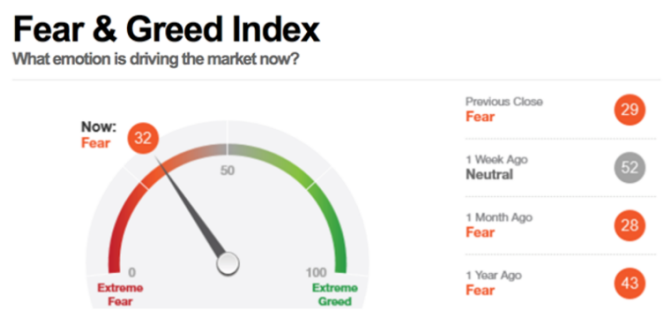 Fear & Greed Index
What emotion is driving the market now?
Now:
Fear
32
50
0
100
Extreme
Fear
Extreme
Greed
Previous Close
Fear
29
1 Week Ago
Neutral
52
1 Month Ago
Fear
28
1 Year Ago
Fear
43